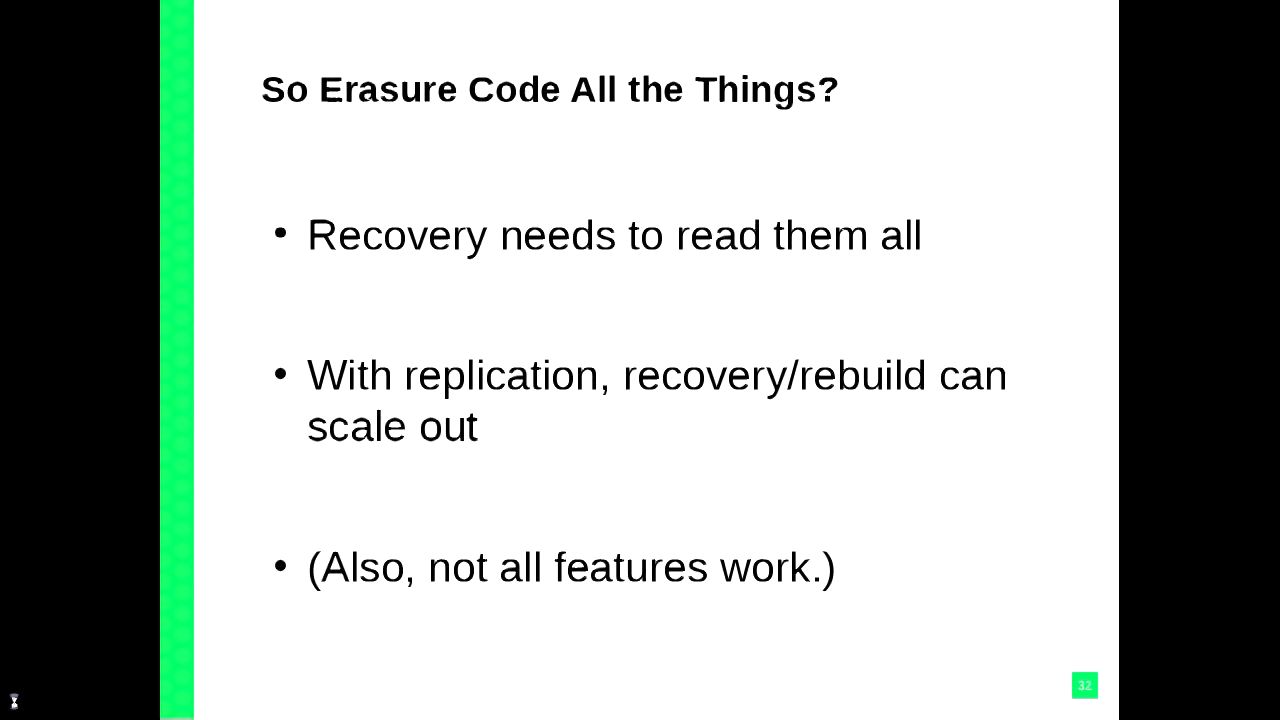 So Erasure Code All the Things?
• Recovery needs to read them all
• With replication, recovery/rebuild can
scale out
• (Also, not all features work.)
32